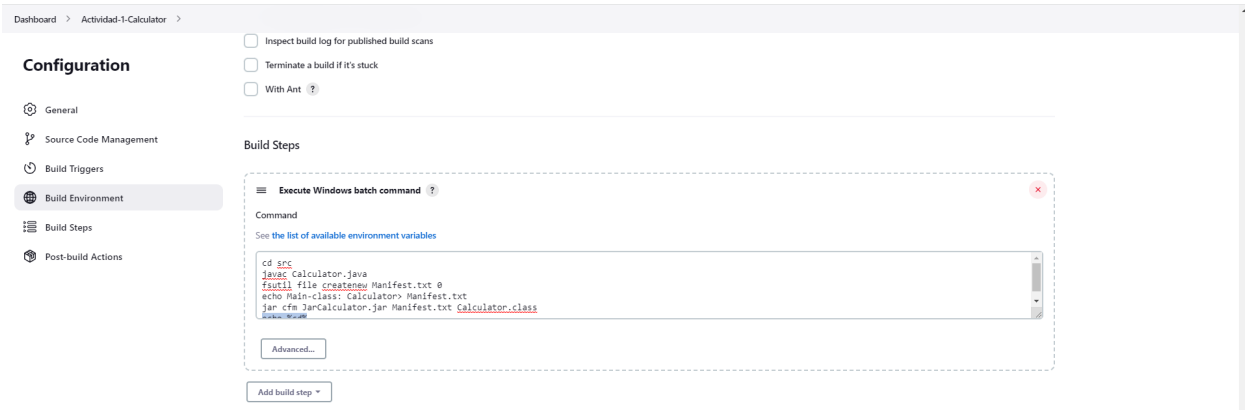 Dashboard > Actividad-1-Calculator >
Configuration
General
Source Code Management
Build Triggers
Build Environment
Build Steps
Post-build Actions
Inspect build log for published build scans
Terminate a build if it's stuck
With Ant ?
Build Steps
Execute Windows batch command ?
Command
See the list of available environment variables
cd src
javac Calculator.java
fsutil file createnew Manifest.txt 0
echo Main-class: Calculator> Manifest.txt
jar cfm JarCalculator.jar Manifest.txt Calculator.class
echo %cd%
Advanced...
Add build step